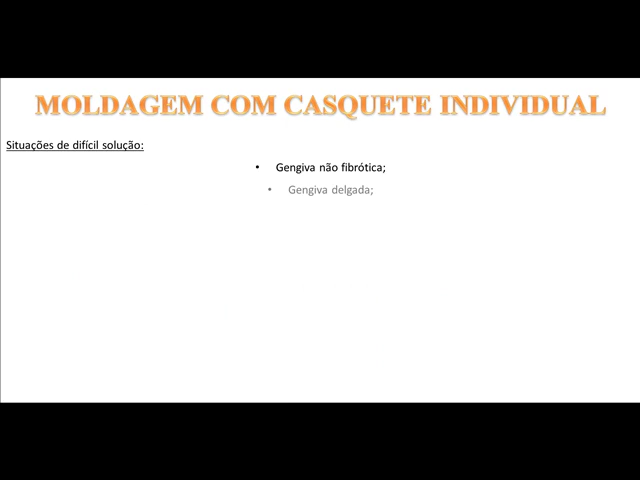 MOLDAGEM COM CASQUETE INDIVIDUAL
Situações de difícil solução:
• Gengiva não fibrótica;
• Gengiva delgada;